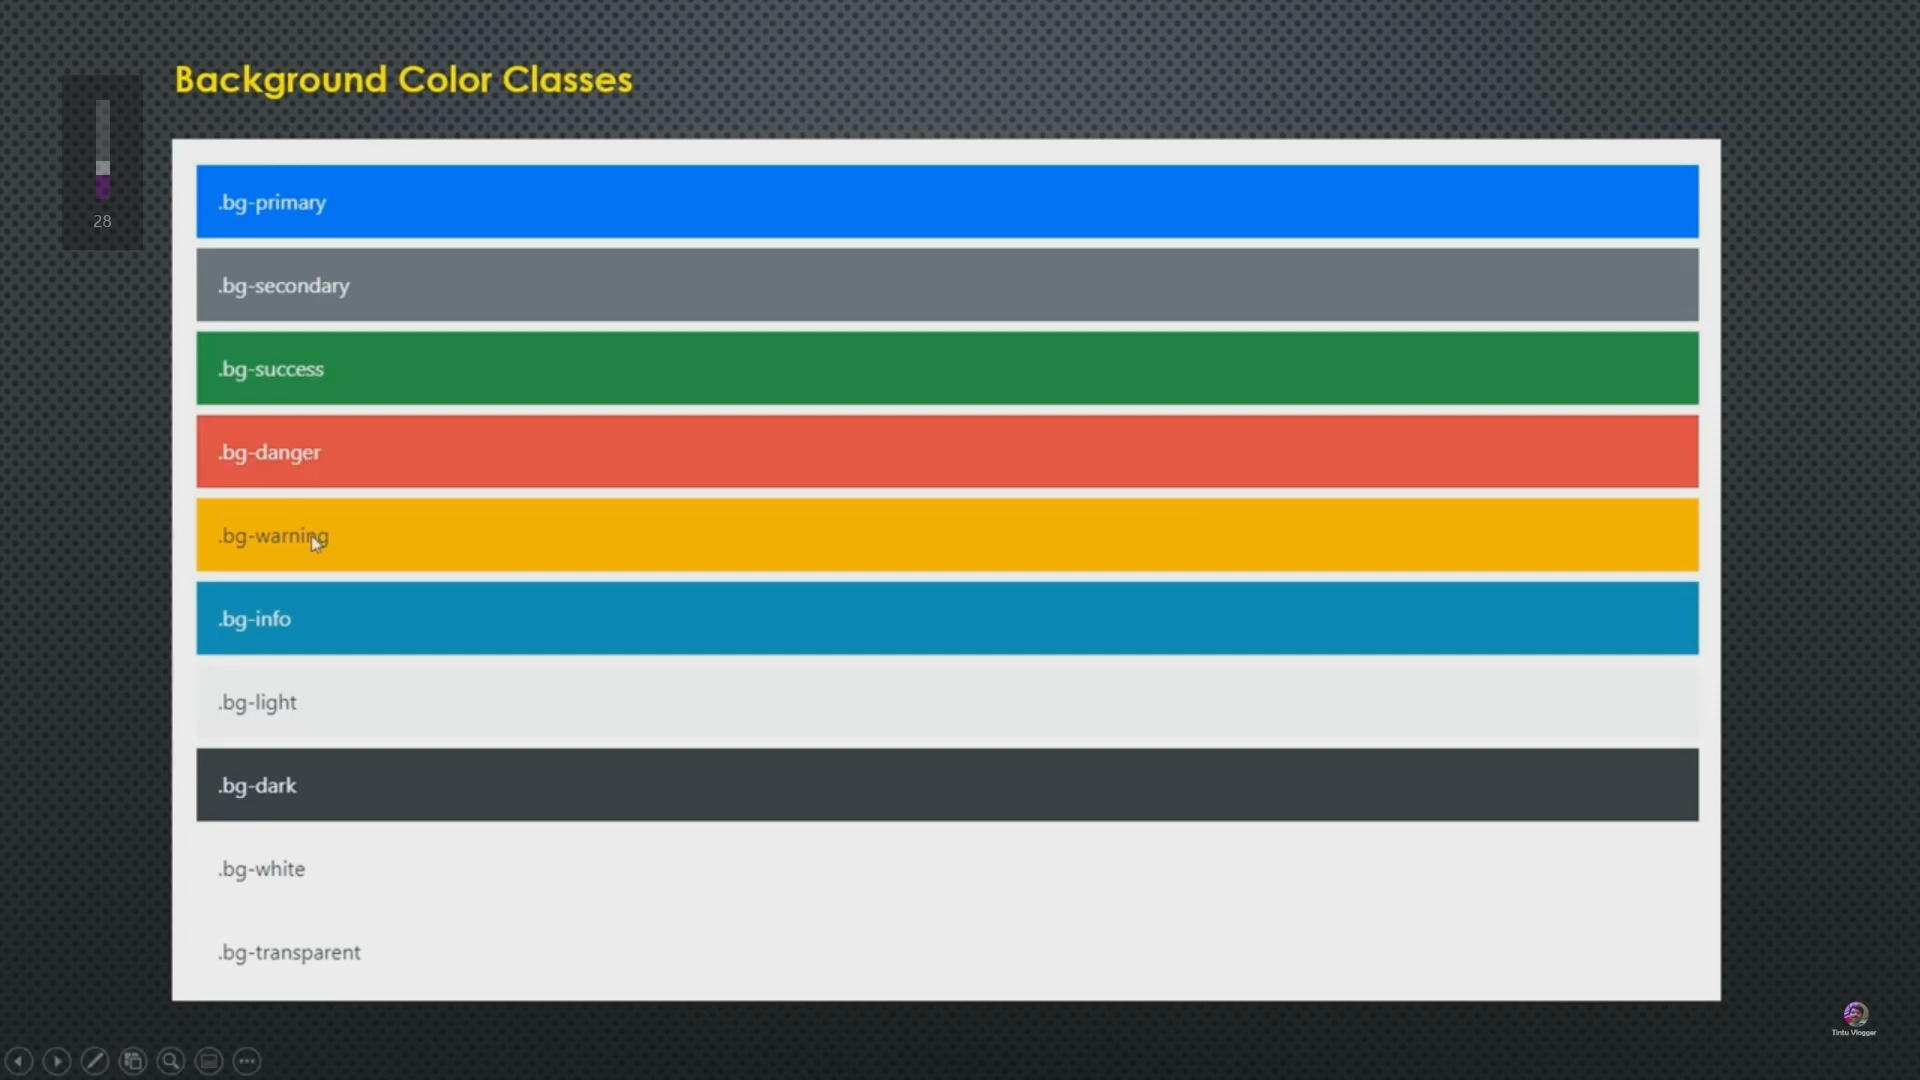 Background Color Classes
28
.bg-primary
.bg-secondary
.bg-success
.bg-danger
.bg-warning
.bg-info
.bg-light
.bg-dark
.bg-white
.bg-transparent
Tintu Vlogger